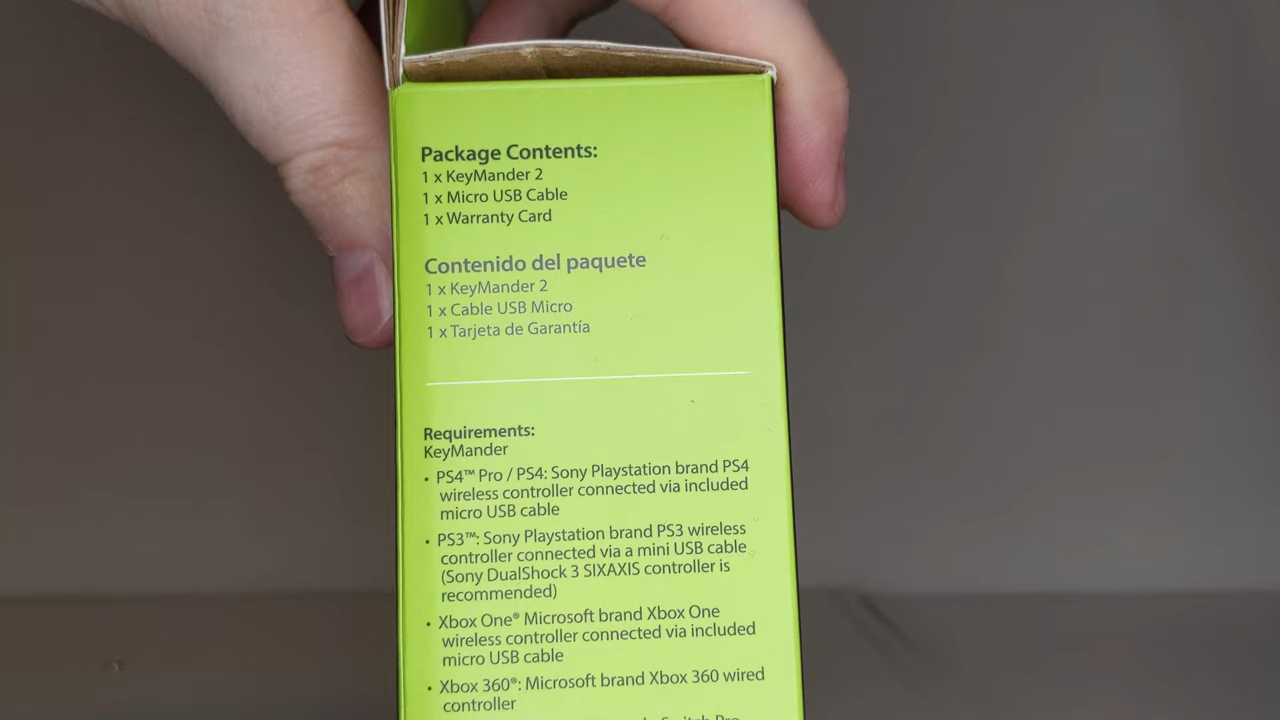 Package Contents:
1 x KeyMander 2
1 x Micro USB Cable
1 x Warranty Card
Contenido del paquete
1 x KeyMander 2
1 x Cable USB Micro
1 x Tarjeta de Garantía
Requirements:
KeyMander
• PS4™ Pro / PS4: Sony Playstation brand PS4
wireless controller connected via included
micro USB cable
• PS3™: Sony Playstation brand PS3 wireless
controller connected via a mini USB cable
(Sony DualShock 3 SIXAXIS controller is
recommended)
• Xbox One® Microsoft brand Xbox One
wireless controller connected via included
micro USB cable
• Xbox 360®: Microsoft brand Xbox 360 wired
controller
Switch Pro